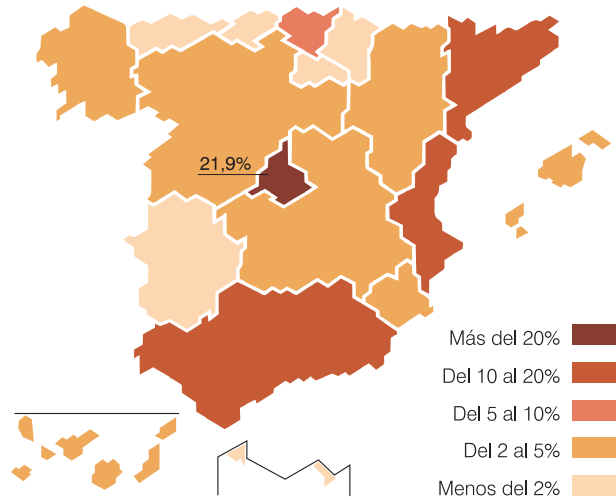 21,9%
Más del 20%
Del 10 al 20%
Del 5 al 10%
Del 2 al 5%
Menos del 2%